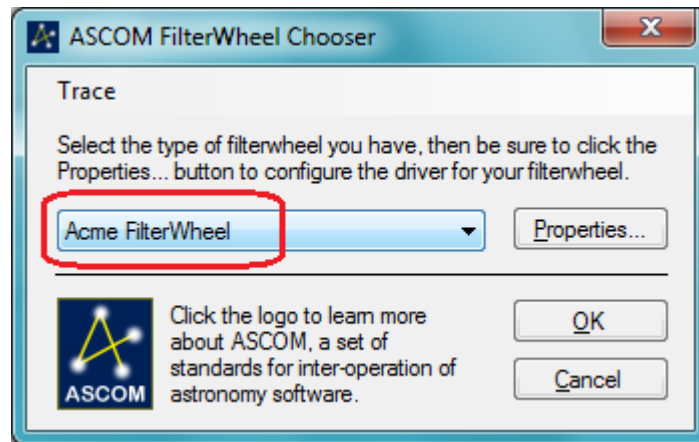 ASCOM FilterWheel Chooser
Trace
Select the type of filterwheel you have, then be sure to click the
Properties... button to configure the driver for your filterwheel.
Acme FilterWheel
Properties...
Click the logo to learn more
about ASCOM, a set of
standards for inter-operation of
astronomy software.
ASCOM
OK
Cancel